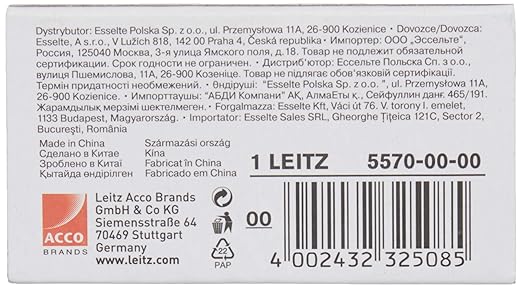 Dystrybutor: Esselte Polska Sp. z o.o., ul. Przemysłowa 11A, 26-900 Kozienice • Dovozce/Dovozca:
Esselte, A s.r.o., V Lužích 818, 142 00 Praha 4, Česká republika • Импортер: ООО „Эссельте",
Россия, 125040, Москва, 3-я улица Ямского поля, д. 18. Товар не подлежит обязательной
сертификации. Срок годности не ограничен. • Дистриб'ютор: Ессельте Польска Сп. з о.о.,
вулиця Пшемислова, 11А, 26-900 Козеніце. Товар не підлягає обов'язковій сертифікації.
Термін придатності необмежений. • Өндіруші: "Esselte Polska Sp. z o.o.", ul. Przemysłowa 11A,
26-900 Kozienice • Импорттаушы: "АБДИ Компани" АҚ, АлмаЕты қ., Сейфуллин даң. 465/191.
Жарамдылық мерзімі шектелмеген. • Forgalmazza: Esselte Kft, Váci út 76. V. torony I. emelet,
1133 Budapest, Magyarország. • Importator: Esselte Sales SRL, Gheorghe Țițeica 121C, Sector 2,
București, România
Made in China Származási ország
Сделано в Китае Kína
Зроблено в Китаї Fabricat în China
Қытайда өндірілген Fabricado em China
1 LEITZ 5570-00-00
ACCO
BRANDS
Leitz Acco Brands
GmbH & Co KG
Siemensstraße 64
70469 Stuttgart
Germany
www.leitz.com
22
PAP
00
4 002432 325085